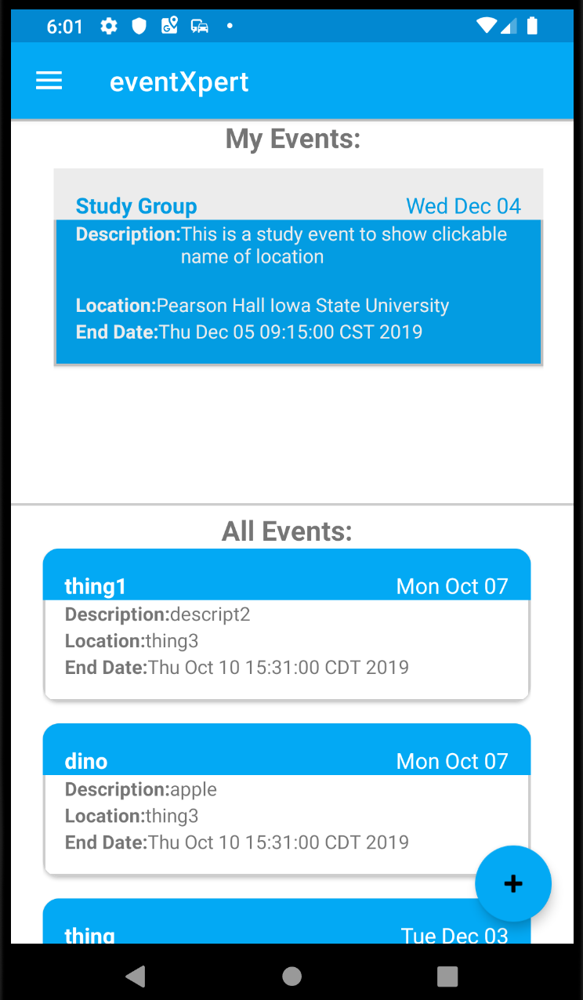 6:01
eventXpert
My Events:
Study Group Wed Dec 04
Description:This is a study event to show clickable
name of location
Location:Pearson Hall Iowa State University
End Date:Thu Dec 05 09:15:00 CST 2019
All Events:
thing1 Mon Oct 07
Description:descript2
Location:thing3
End Date:Thu Oct 10 15:31:00 CDT 2019
dino Mon Oct 07
Description:apple
Location:thing3
End Date:Thu Oct 10 15:31:00 CDT 2019
+
thing Tue Dec 03